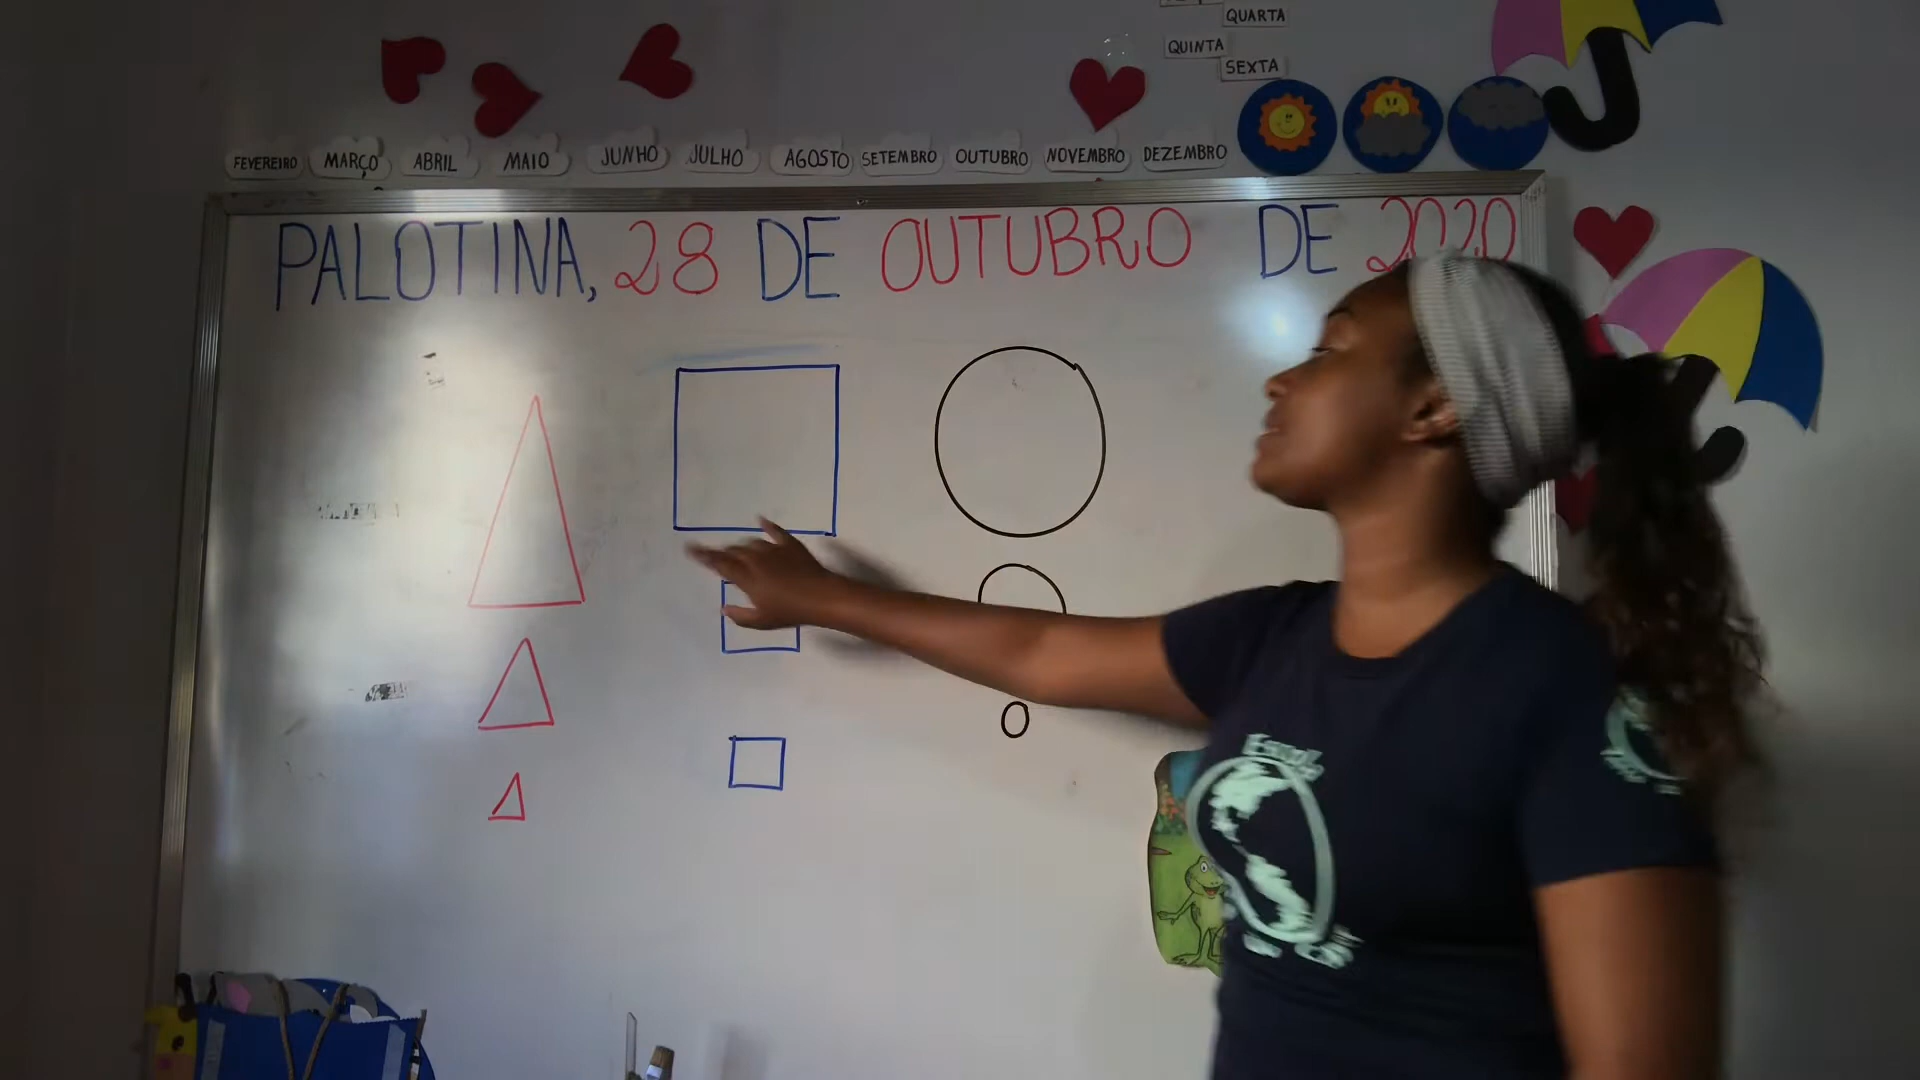 QUARTA
QUINTA
SEXTA
FEVEREIRO MARÇO ABRIL MAIO JUNHO JULHO AGOSTO SETEMBRO OUTUBRO NOVEMBRO DEZEMBRO
PALOTINA, 28 DE OUTUBRO DE 2020